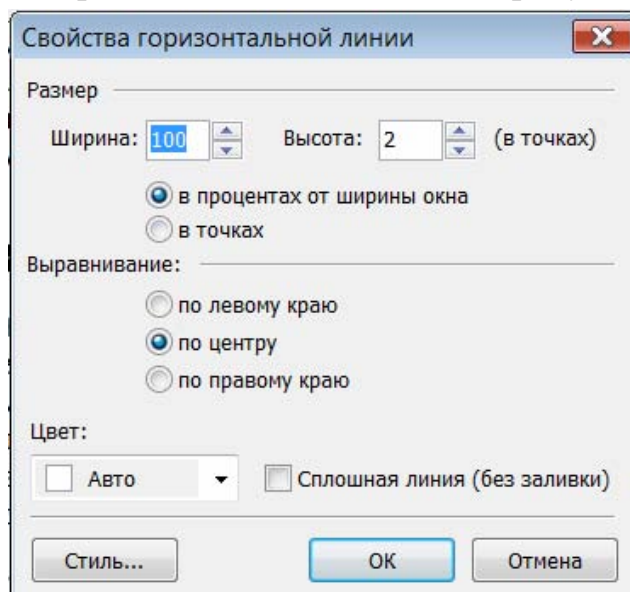 Свойства горизонтальной линии
Размер
Ширина: 100 Высота: 2 (в точках)
в процентах от ширины окна
в точках
Выравнивание:
по левому краю
по центру
по правому краю
Цвет:
Авто Сплошная линия (без заливки)
Стиль... ОК Отмена